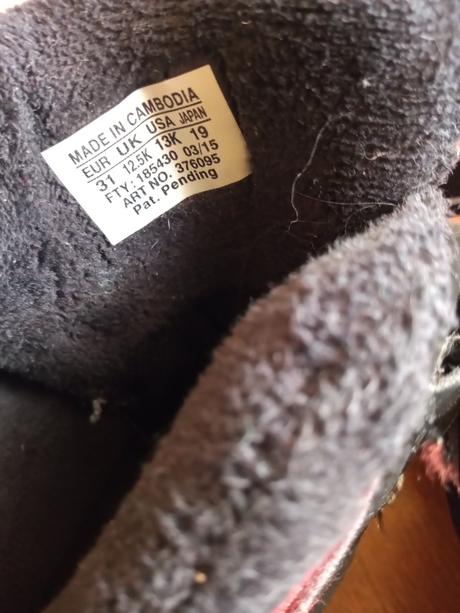 MADE IN CAMBODIA
EUR UK USA JAPAN
31 12.5K 13K 19
FTY: 185430 03/15
ART NO. 376095
Pat. Pending